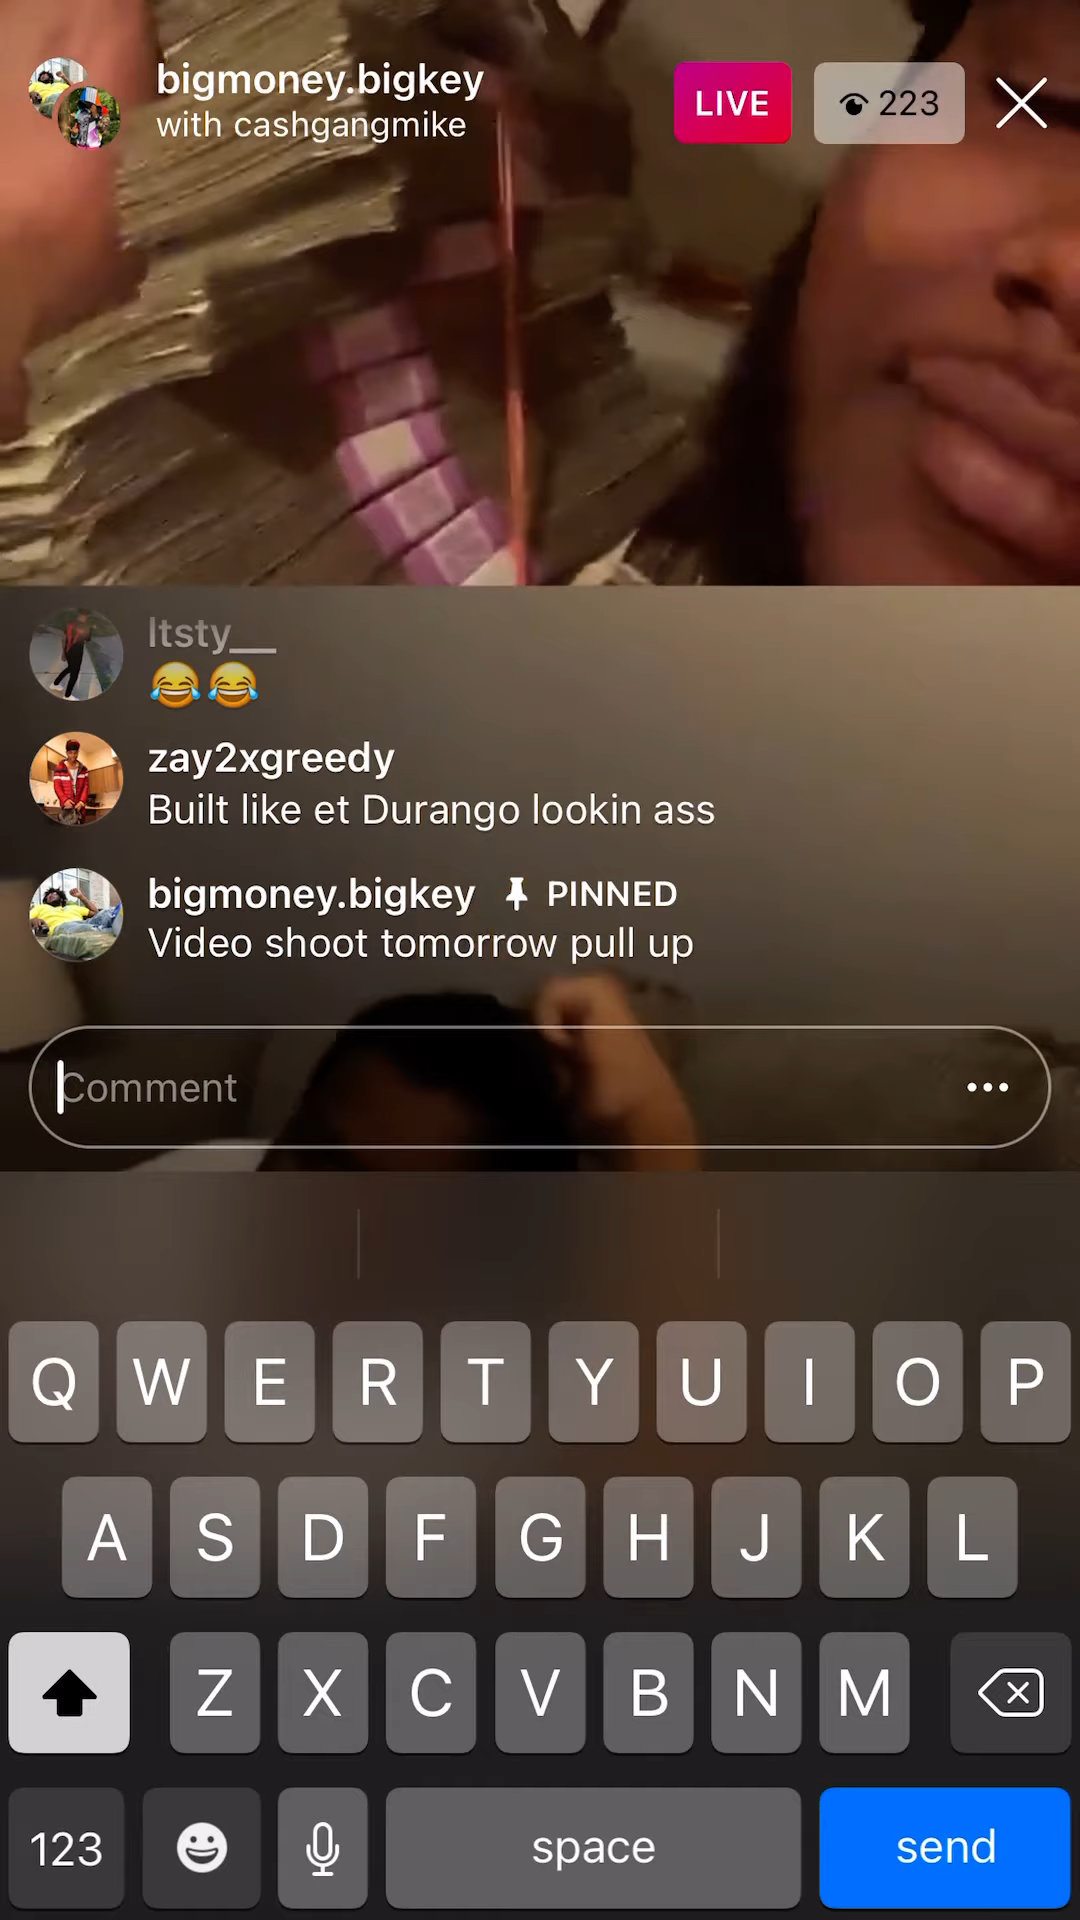 bigmoney.bigkey
with cashgangmike
LIVE
223
ltsty__
😂😂
zay2xgreedy
Built like et Durango lookin ass
bigmoney.bigkey PINNED
Video shoot tomorrow pull up
Comment
Q W E R T Y U I O P
A S D F G H J K L
Z X C V B N M
123 space send